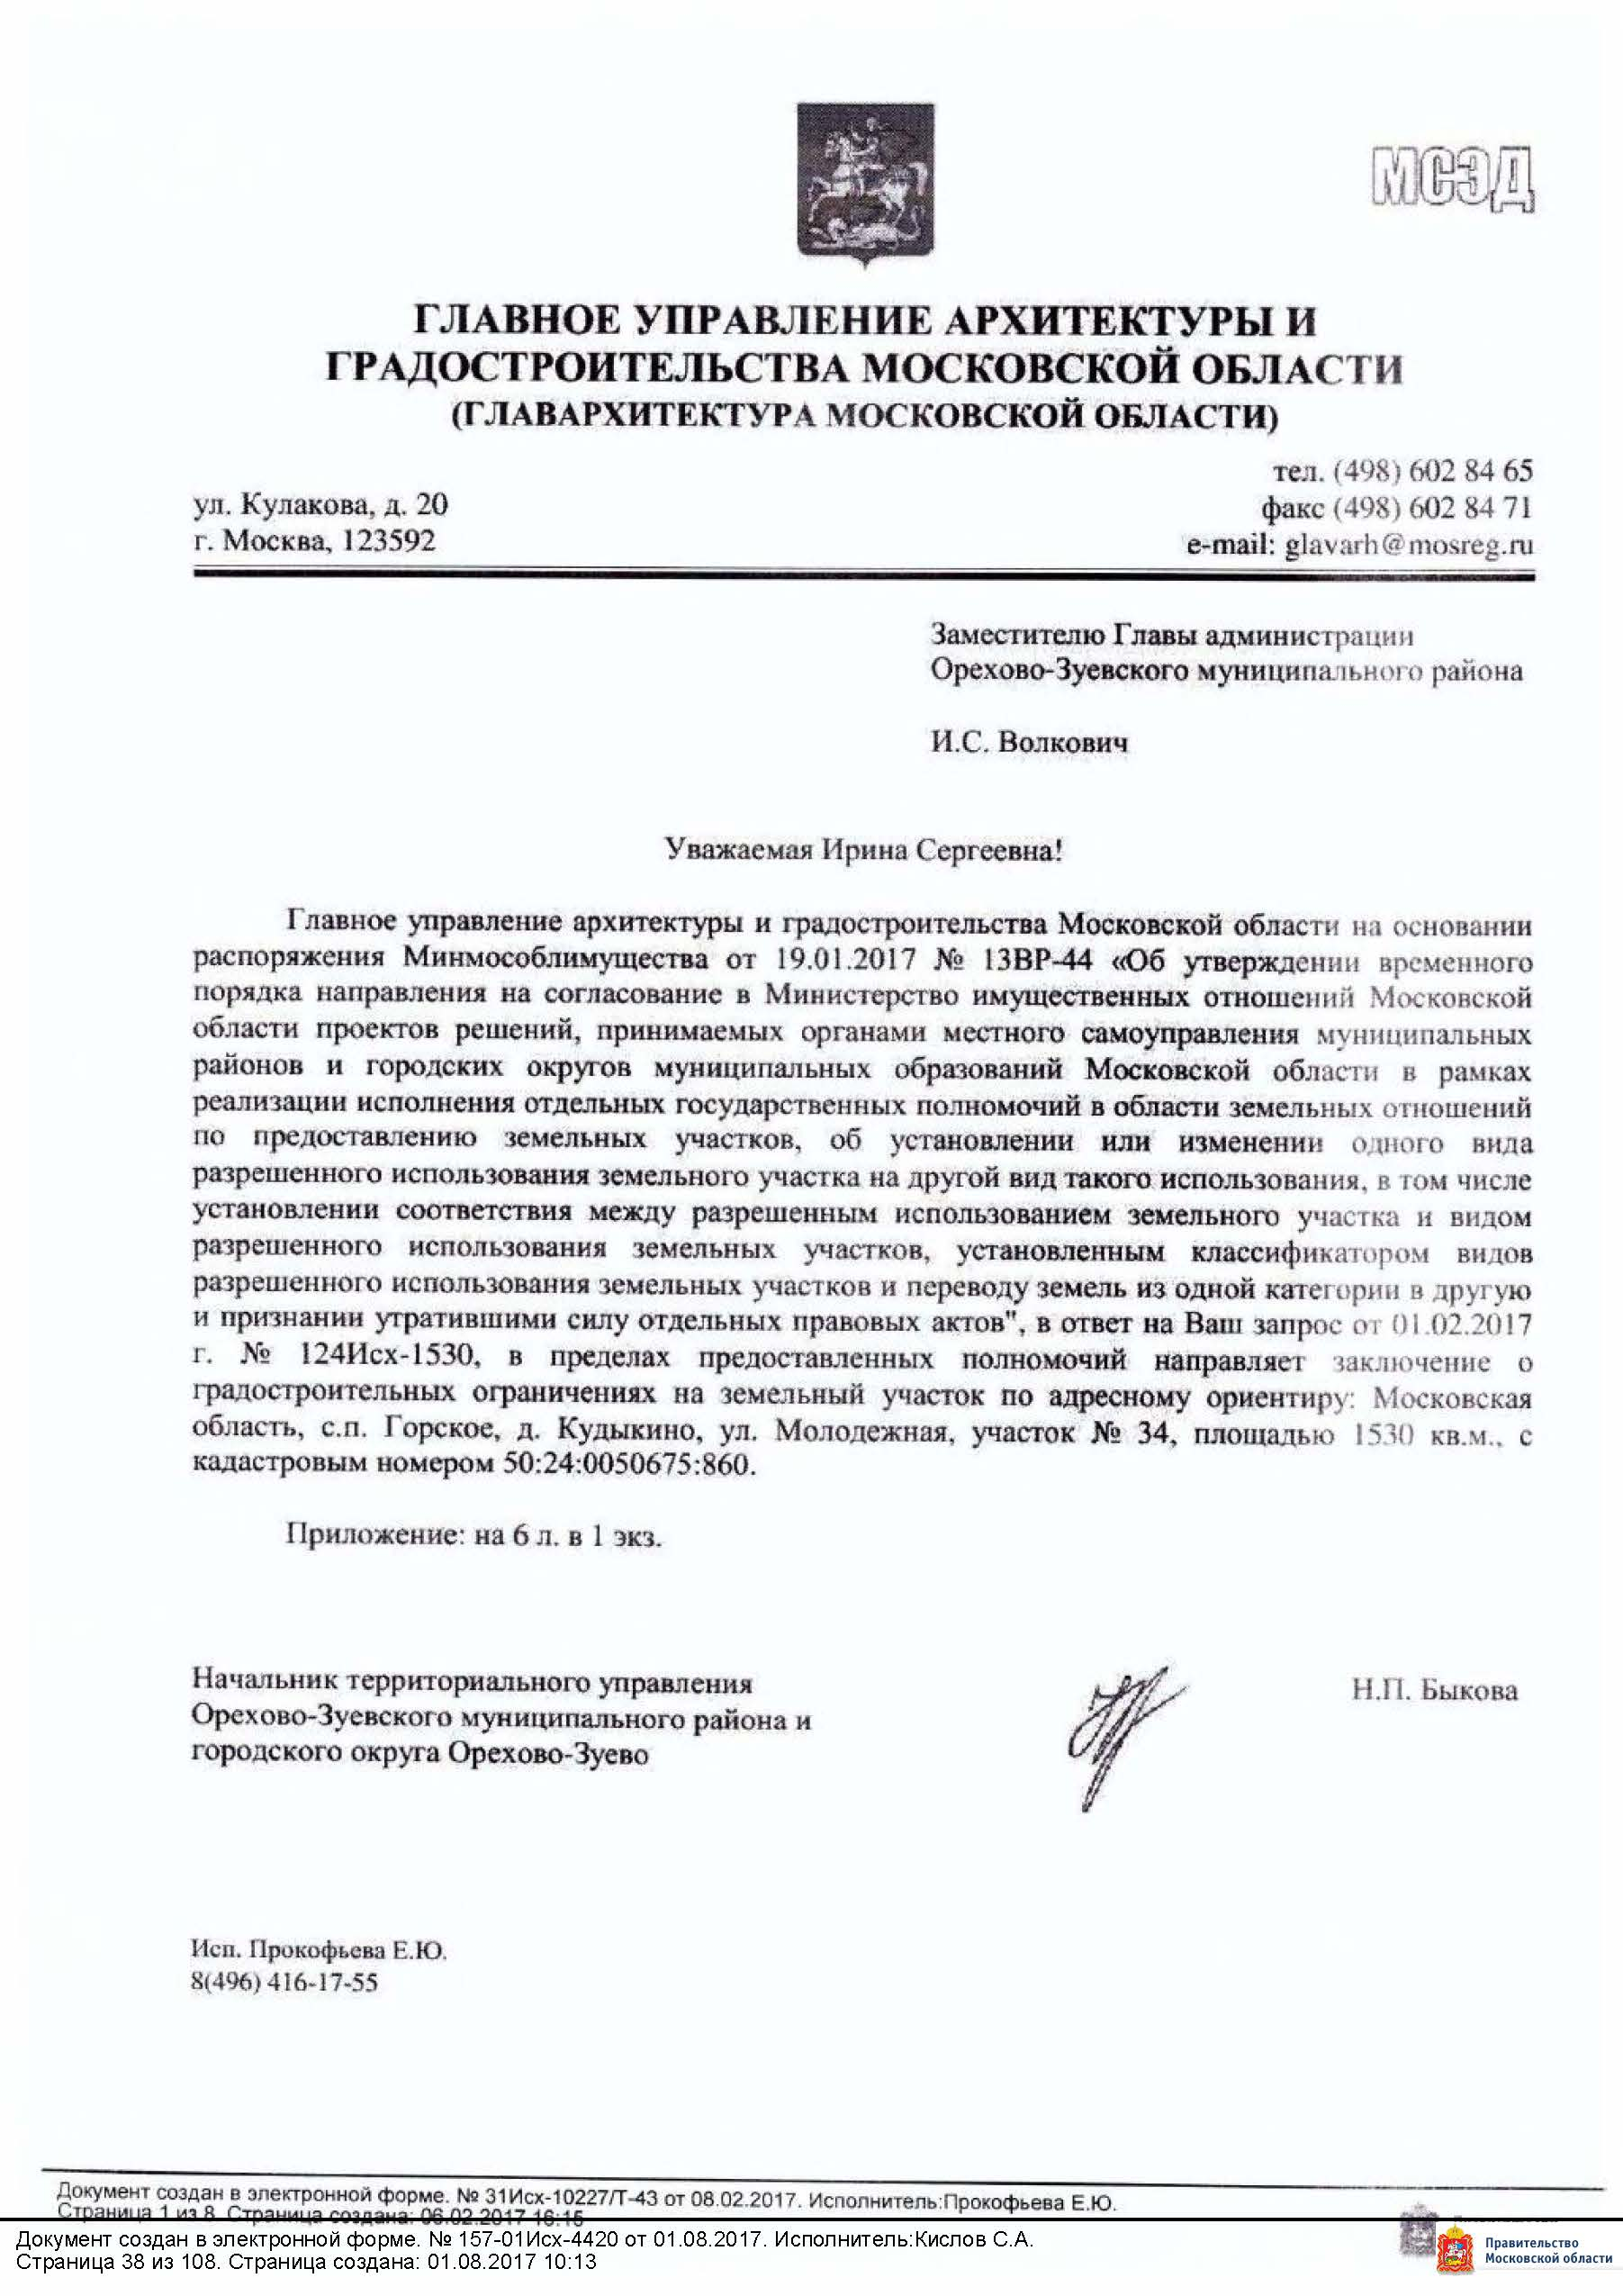 МСЭД
ГЛАВНОЕ УПРАВЛЕНИЕ АРХИТЕКТУРЫ И
ГРАДОСТРОИТЕЛЬСТВА МОСКОВСКОЙ ОБЛАСТИ
(ГЛАВАРХИТЕКТУРА МОСКОВСКОЙ ОБЛАСТИ)
тел. (498) 602 84 65
ул. Кулакова, д. 20
факс (498) 602 84 71
г. Москва, 123592
e-mail: glavarh@mosreg.ru
Заместителю Главы администрации
Орехово-Зуевского муниципального района
И.С. Волкович
Уважаемая Ирина Сергеевна!
Главное управление архитектуры и градостроительства Московской области на основании
распоряжения Минмособлимущества от 19.01.2017 № 13ВР-44 «Об утверждении временного
порядка направления на согласование в Министерство имущественных отношений Московской
области проектов решений, принимаемых органами местного самоуправления муниципальных
районов и городских округов муниципальных образований Московской области в рамках
реализации исполнения отдельных государственных полномочий в области земельных отношений
по предоставлению земельных участков, об установлении или изменении одного вида
разрешенного использования земельного участка на другой вид такого использования, в том числе
установлении соответствия между разрешенным использованием земельного участка и видом
разрешенного использования земельных участков, установленным классификатором видов
разрешенного использования земельных участков и переводу земель из одной категории в другую
и признании утратившими силу отдельных правовых актов", в ответ на Ваш запрос от 01.02.2017
г. № 124Исх-1530, в пределах предоставленных полномочий направляет заключение о
градостроительных ограничениях на земельный участок по адресному ориентиру: Московская
область, с.п. Горское, д. Кудыкино, ул. Молодежная, участок № 34, площадью 1530 кв.м., с
кадастровым номером 50:24:0050675:860.
Приложение: на 6 л. в 1 экз.
Начальник территориального управления
Орехово-Зуевского муниципального района и
городского округа Орехово-Зуево
Н.П. Быкова
Исп. Прокофьева Е.Ю.
8(496) 416-17-55
Документ создан в электронной форме. № 31Исх-10227/Т-43 от 08.02.2017. Исполнитель:Прокофьева Е.Ю.
Страница 1 из 8. Страница создана: 06.02.2017 16:15
Документ создан в электронной форме. № 157-01Исх-4420 от 01.08.2017. Исполнитель:Кислов С.А.
Страница 38 из 108. Страница создана: 01.08.2017 10:13
Правительство
Московской области